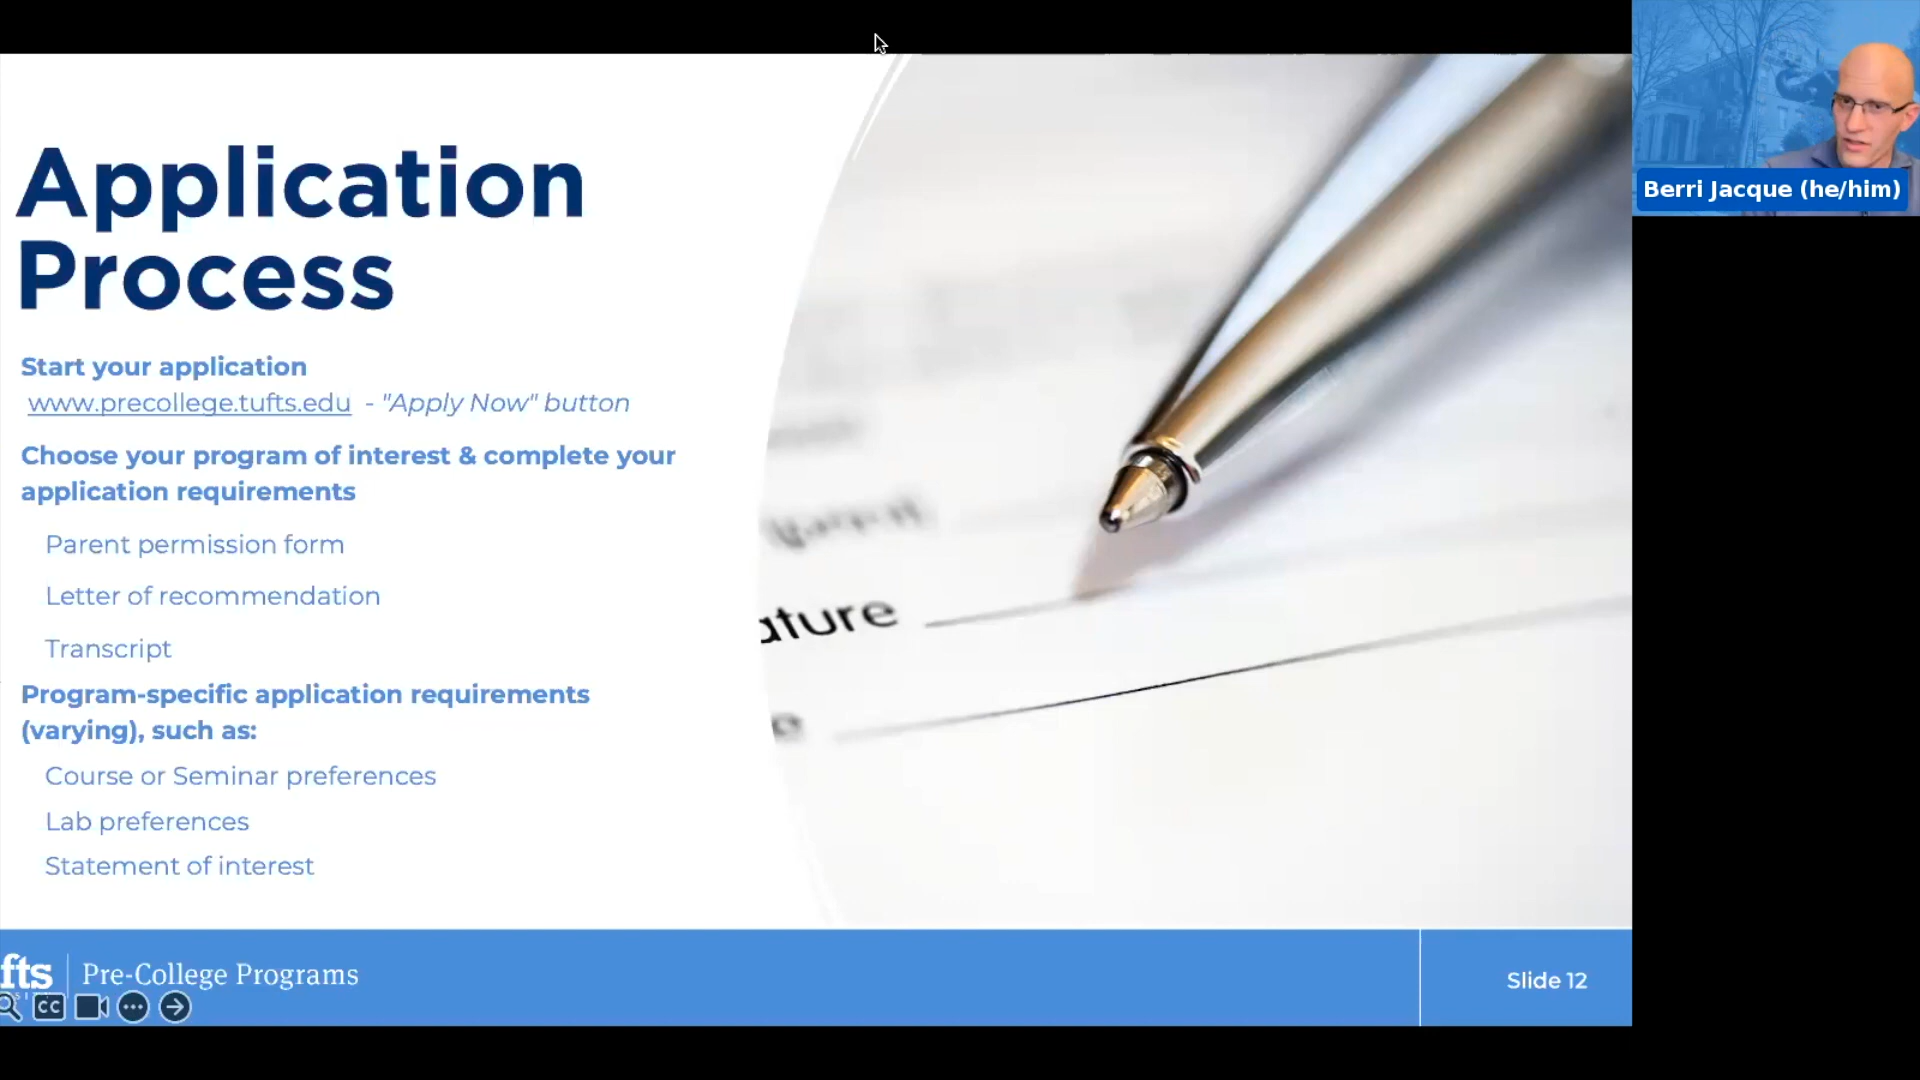 Application
Process
Start your application
www.precollege.tufts.edu - "Apply Now" button
Choose your program of interest & complete your
application requirements
Parent permission form
Letter of recommendation
Transcript
Program-specific application requirements
(varying), such as:
Course or Seminar preferences
Lab preferences
Statement of interest
ature
fts
Pre-College Programs
CC
Slide 12
Berri Jacque (he/him)